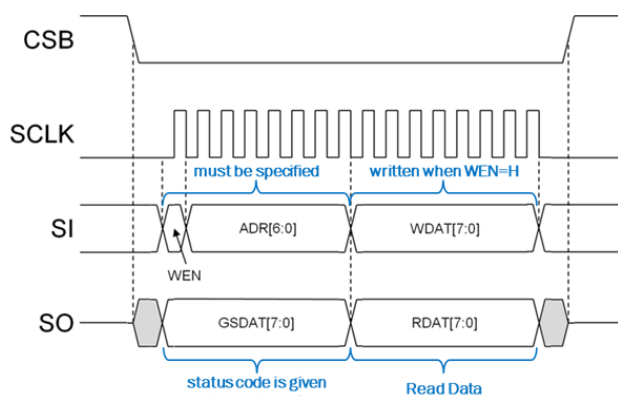 CSB
SCLK
must be specified written when WEN=H
SI ADR[6:0] WDAT[7:0]
WEN
SO GSDAT[7:0] RDAT[7:0]
status code is given Read Data